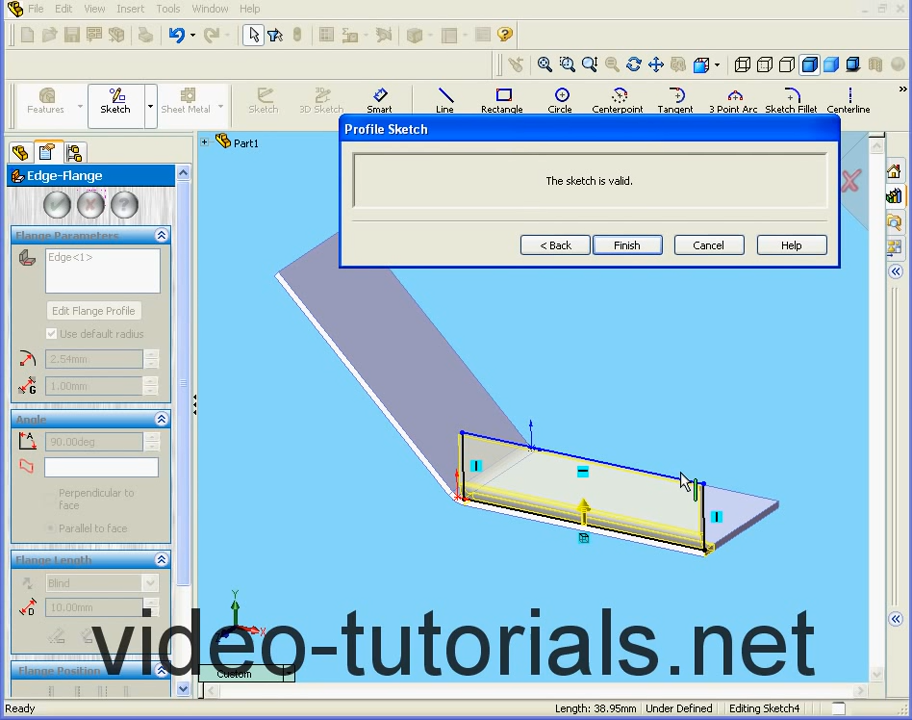 File Edit View Insert Tools Window Help
Features Sketch Sheet Metal Sketch 3D Sketch Smart Line Rectangle Circle Centerpoint Tangent 3 Point Arc Sketch Fillet Centerline
Part1
Profile Sketch
The sketch is valid.
< Back Finish Cancel Help
Edge-Flange
Flange Parameters
Edge<1>
Edit Flange Profile
Use default radius
2.54mm
1.00mm
Angle
90.00deg
Perpendicular to
face
Parallel to face
Flange Length
Blind
10.00mm
Flange Position
Y
X
video-tutorials.net
Custom
Ready Length: 38.95mm Under Defined Editing Sketch4